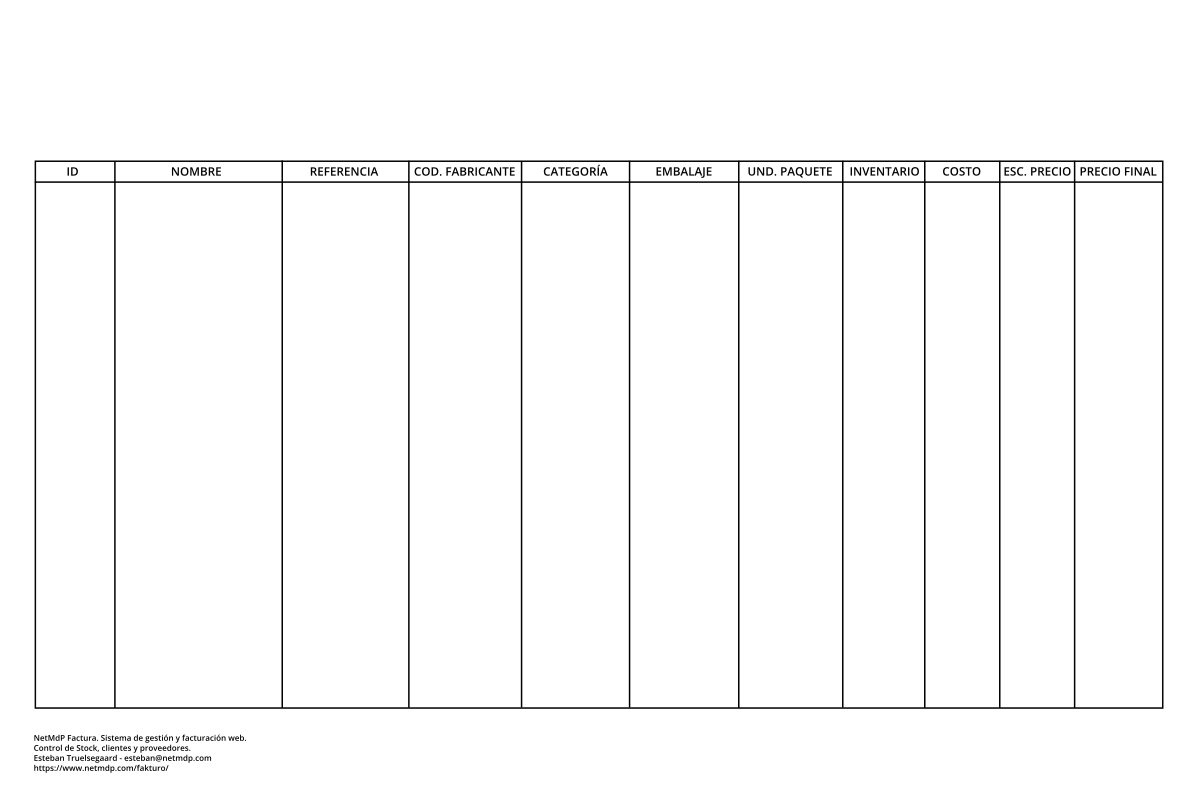 ID NOMBRE REFERENCIA COD. FABRICANTE CATEGORÍA EMBALAJE UND. PAQUETE INVENTARIO COSTO ESC. PRECIO PRECIO FINAL
NetMdP Factura. Sistema de gestión y facturación web.
Control de Stock, clientes y proveedores.
Esteban Truelsegaard - esteban@netmdp.com
https://www.netmdp.com/fakturo/